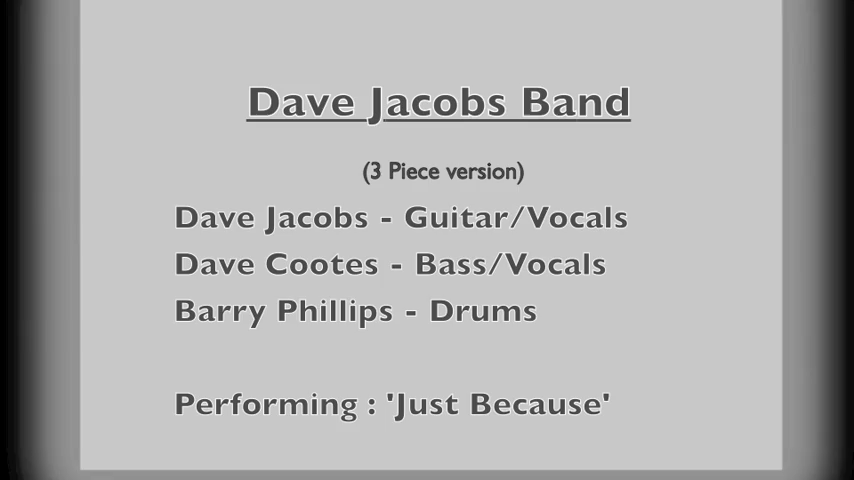 Dave Jacobs Band
(3 Piece version)
Dave Jacobs - Guitar/Vocals
Dave Cootes - Bass/Vocals
Barry Phillips - Drums
Performing : 'Just Because'